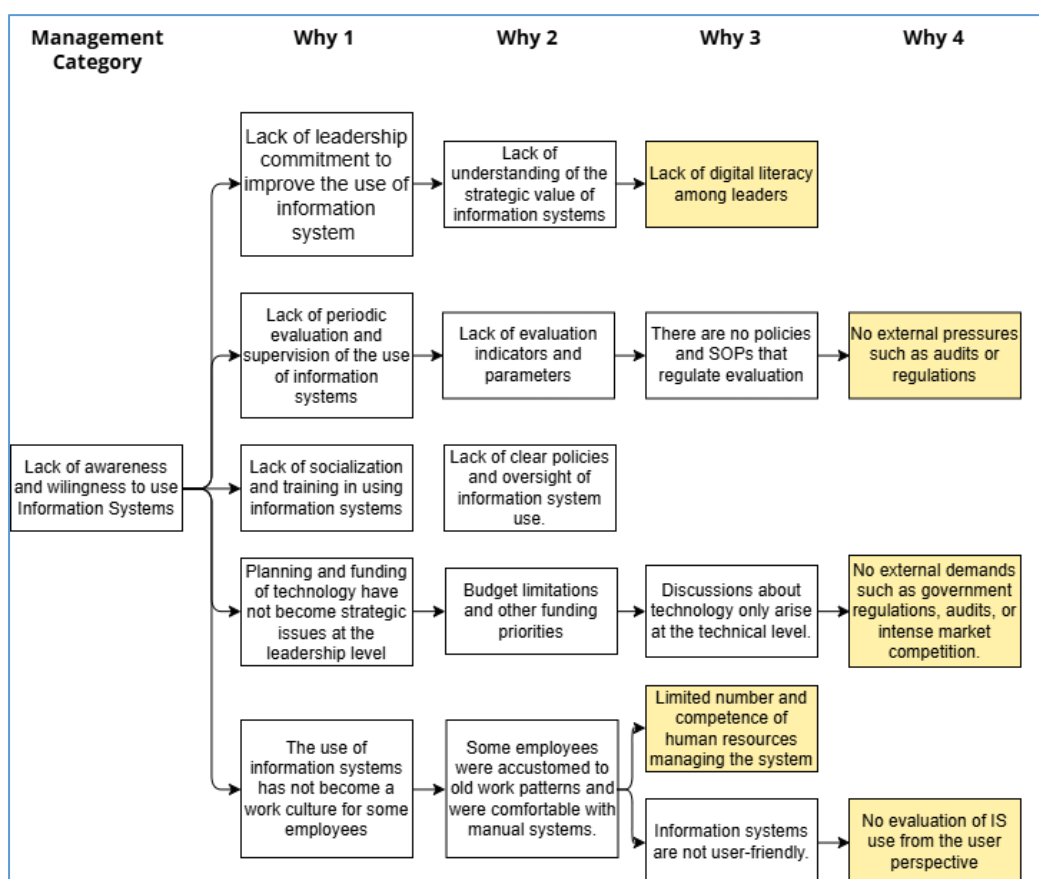 Management
Category
Why 1
Why 2
Why 3
Why 4
Lack of leadership
commitment to
improve the use of
information
system
Lack of
understanding of the
strategic value of
information systems
Lack of digital literacy
among leaders
Lack of periodic
evaluation and
supervision of the use
of information
systems
Lack of evaluation
indicators and
parameters
There are no policies
and SOPs that
regulate evaluation
No external pressures
such as audits or
regulations
Lack of awareness
and wilingness to use
Information Systems
Lack of socialization
and training in using
information systems
Lack of clear policies
and oversight of
information system
use.
Planning and funding
of technology have
not become strategic
issues at the
leadership level
Budget limitations
and other funding
priorities
Discussions about
technology only arise
at the technical level.
No external demands
such as government
regulations, audits, or
intense market
competition.
The use of
information systems
has not become a
work culture for some
employees
Some employees
were accustomed to
old work patterns and
were comfortable with
manual systems.
Limited number and
competence of
human resources
managing the system
Information systems
are not user-friendly.
No evaluation of IS
use from the user
perspective